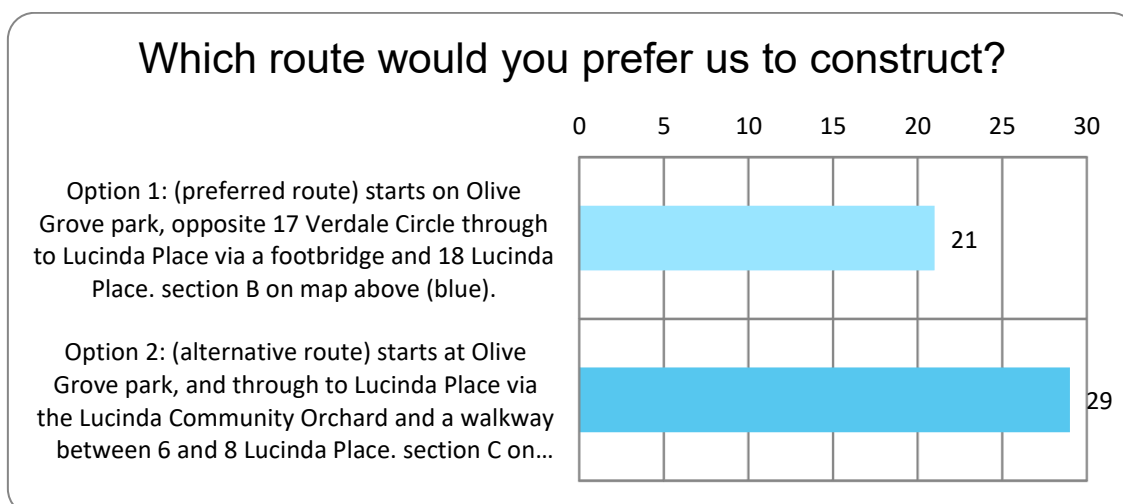 Which route would you prefer us to construct?
0 5 10 15 20 25 30
Option 1: (preferred route) starts on Olive
Grove park, opposite 17 Verdale Circle through
to Lucinda Place via a footbridge and 18 Lucinda
Place. section B on map above (blue).
21
Option 2: (alternative route) starts at Olive
Grove park, and through to Lucinda Place via
the Lucinda Community Orchard and a walkway
between 6 and 8 Lucinda Place. section C on...
29